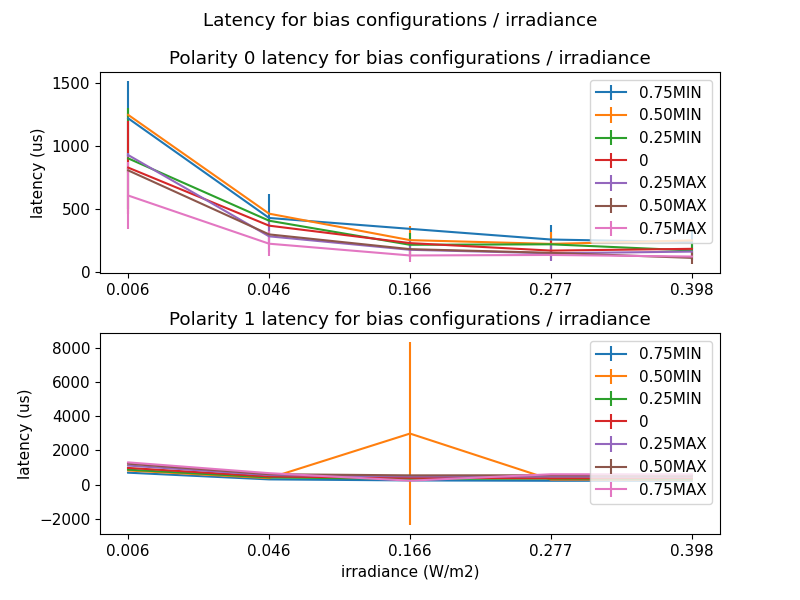 Latency for bias configurations / irradiance
Polarity 0 latency for bias configurations / irradiance
1500
1000
500
0
latency (us)
0.75MIN
0.50MIN
0.25MIN
0
0.25MAX
0.50MAX
0.75MAX
0.006 0.046 0.166 0.277 0.398
Polarity 1 latency for bias configurations / irradiance
8000
6000
4000
2000
0
−2000
latency (us)
0.75MIN
0.50MIN
0.25MIN
0
0.25MAX
0.50MAX
0.75MAX
0.006 0.046 0.166 0.277 0.398
irradiance (W/m2)